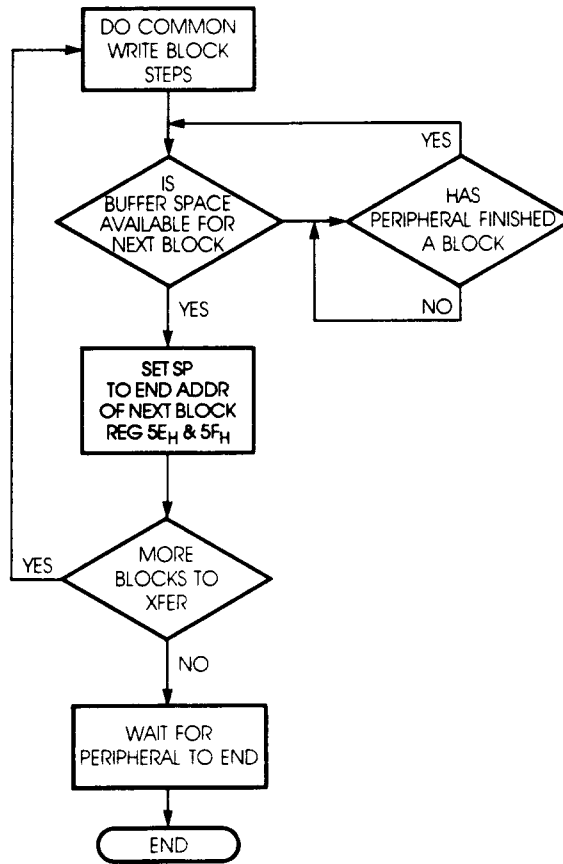 DO COMMON
WRITE BLOCK
STEPS
YES
IS
BUFFER SPACE
AVAILABLE FOR
NEXT BLOCK
HAS
PERIPHERAL FINISHED
A BLOCK
NO
YES
SET SP
TO END ADDR
OF NEXT BLOCK
REG 5EH & 5FH
YES
MORE
BLOCKS TO
XFER
NO
WAIT FOR
PERIPHERAL TO END
END